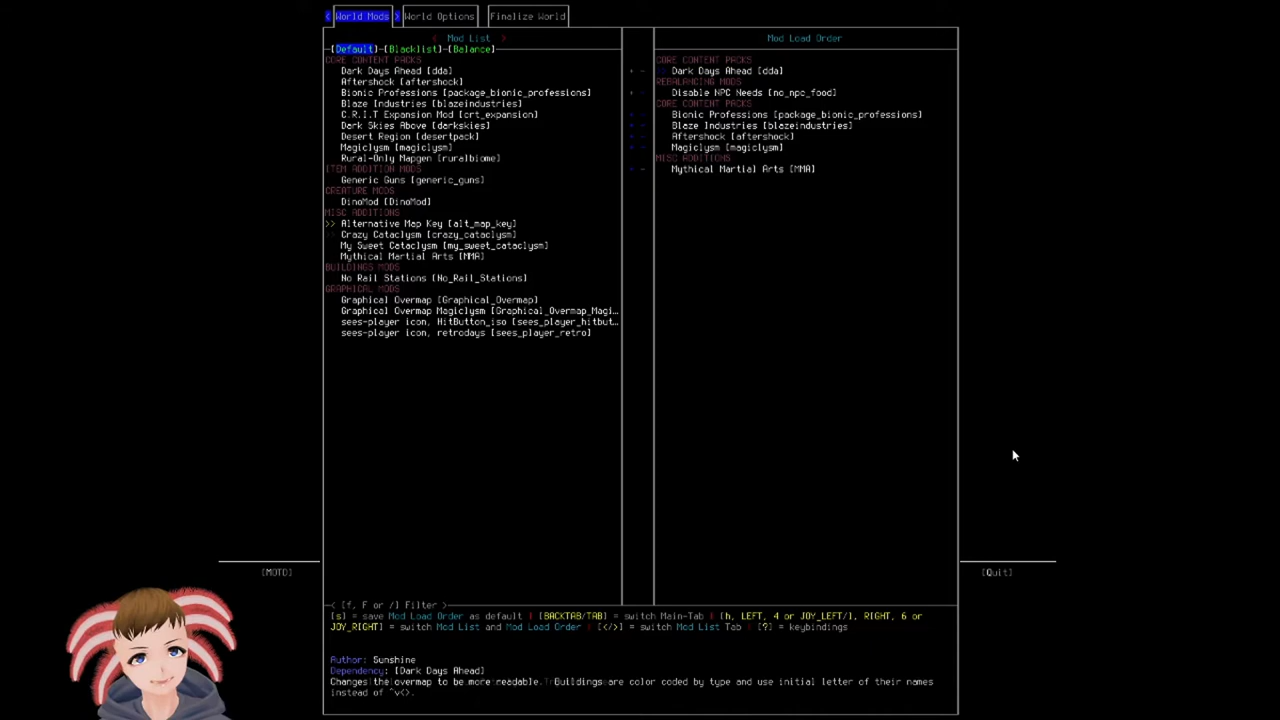 < World Mods > World Options Finalize World
< Mod List >
[Default]-[Blacklist]-[Balance]
CORE CONTENT PACKS
Dark Days Ahead [dda]
Aftershock [aftershock]
Bionic Professions [package_bionic_professions]
Blaze Industries [blazeindustries]
C.R.I.T Expansion Mod [crt_expansion]
Dark Skies Above [darkskies]
Desert Region [desertpack]
Magiclysm [magiclysm]
Rural-Only Mapgen [ruralbiome]
ITEM ADDITION MODS
Generic Guns [generic_guns]
CREATURE MODS
DinoMod [DinoMod]
MISC ADDITIONS
>> Alternative Map Key [alt_map_key]
Crazy Cataclysm [crazy_cataclysm]
My Sweet Cataclysm [my_sweet_cataclysm]
Mythical Martial Arts [MMA]
BUILDINGS MODS
No Rail Stations [No_Rail_Stations]
GRAPHICAL MODS
Graphical Overmap [Graphical_Overmap]
Graphical Overmap Magiclysm [Graphical_Overmap_Magi...
sees-player icon, HitButton_iso [sees_player_hitbut...
sees-player icon, retrodays [sees_player_retro]
Mod Load Order
CORE CONTENT PACKS
>> Dark Days Ahead [dda]
REBALANCING MODS
Disable NPC Needs [no_npc_food]
CORE CONTENT PACKS
Bionic Professions [package_bionic_professions]
Blaze Industries [blazeindustries]
Aftershock [aftershock]
Magiclysm [magiclysm]
MISC ADDITIONS
Mythical Martial Arts [MMA]
[MOTD]
[Quit]
< [f, F or /] Filter >
[s] = save Mod Load Order as default | [BACKTAB/TAB] = switch Main-Tab | [h, LEFT, 4 or JOY_LEFT/l, RIGHT, 6 or
JOY_RIGHT] = switch Mod List and Mod Load Order | [</>] = switch Mod List Tab | [?] = keybindings
Author: Sunshine
Dependency: [Dark Days Ahead]
Changes the overmap to be more readable. Buildings are color coded by type and use initial letter of their names
instead of ^v<>.